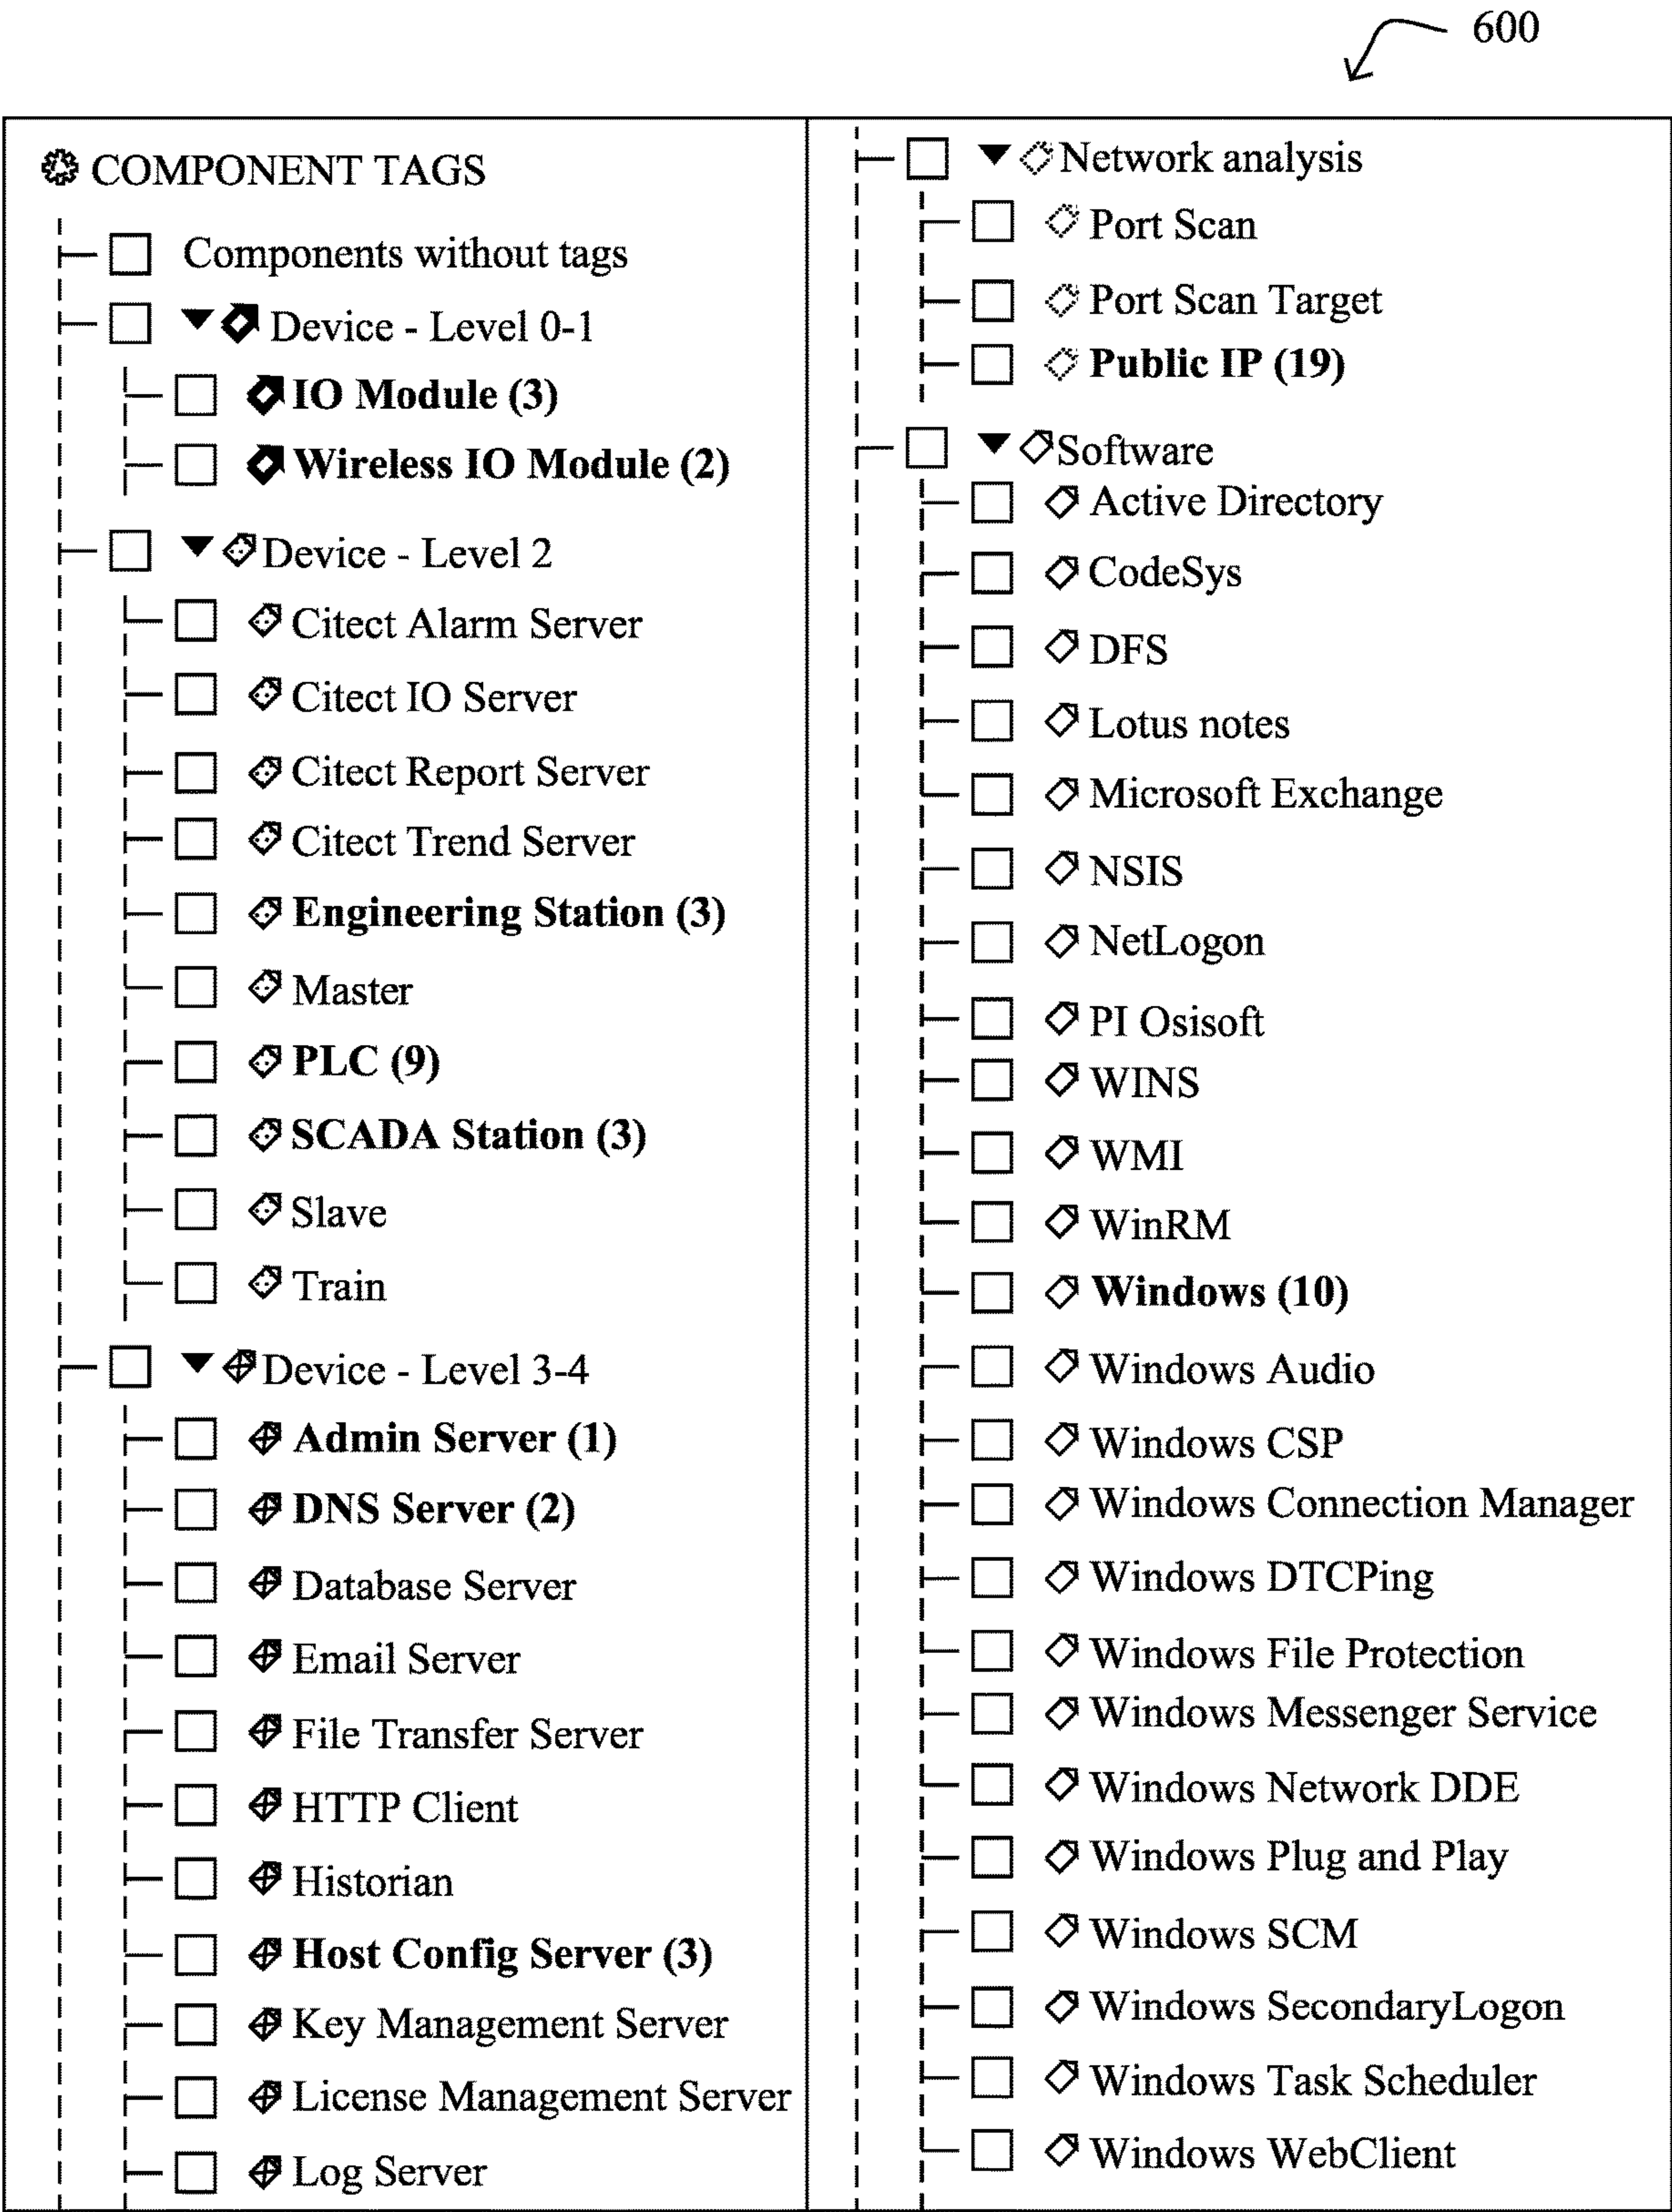 600
COMPONENT TAGS
Components without tags
Device - Level 0-1
IO Module (3)
Wireless IO Module (2)
Device - Level 2
Citect Alarm Server
Citect IO Server
Citect Report Server
Citect Trend Server
Engineering Station (3)
Master
PLC (9)
SCADA Station (3)
Slave
Train
Device - Level 3-4
Admin Server (1)
DNS Server (2)
Database Server
Email Server
File Transfer Server
HTTP Client
Historian
Host Config Server (3)
Key Management Server
License Management Server
Log Server
Network analysis
Port Scan
Port Scan Target
Public IP (19)
Software
Active Directory
CodeSys
DFS
Lotus notes
Microsoft Exchange
NSIS
NetLogon
PI Osisoft
WINS
WMI
WinRM
Windows (10)
Windows Audio
Windows CSP
Windows Connection Manager
Windows DTCPing
Windows File Protection
Windows Messenger Service
Windows Network DDE
Windows Plug and Play
Windows SCM
Windows SecondaryLogon
Windows Task Scheduler
Windows WebClient